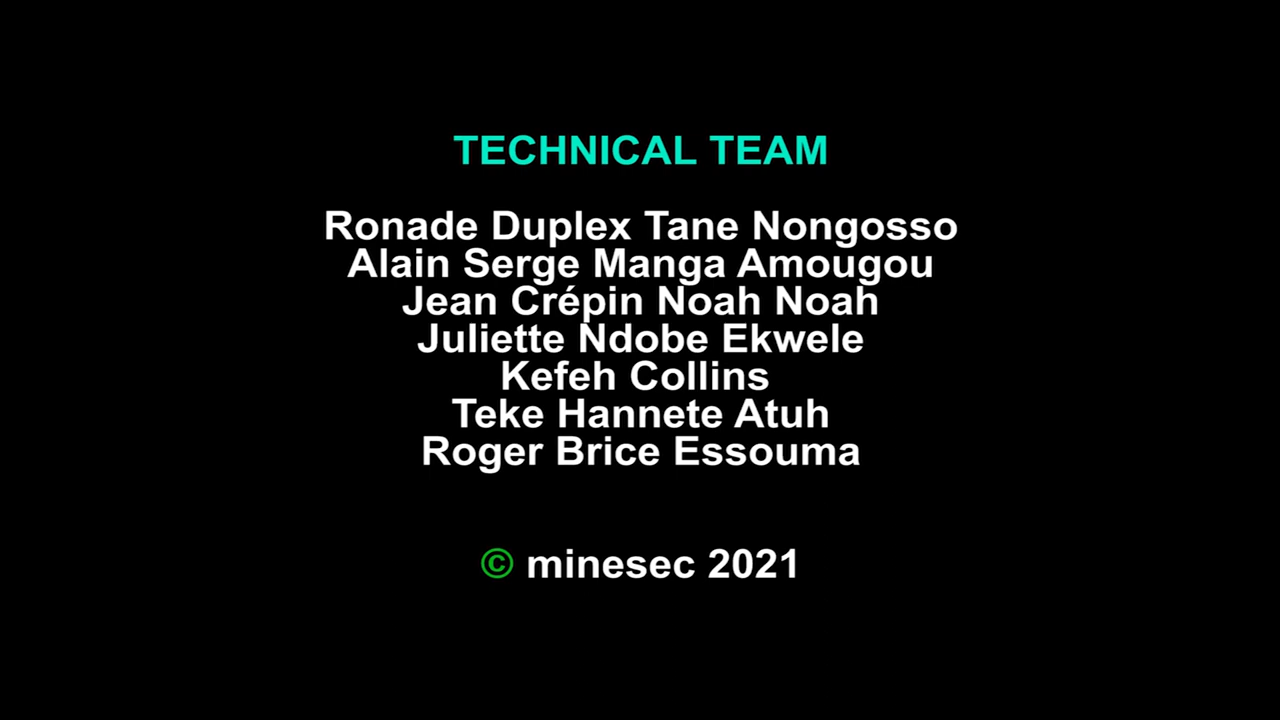 TECHNICAL TEAM
Ronade Duplex Tane Nongosso
Alain Serge Manga Amougou
Jean Crépin Noah Noah
Juliette Ndobe Ekwele
Kefeh Collins
Teke Hannete Atuh
Roger Brice Essouma
© minesec 2021